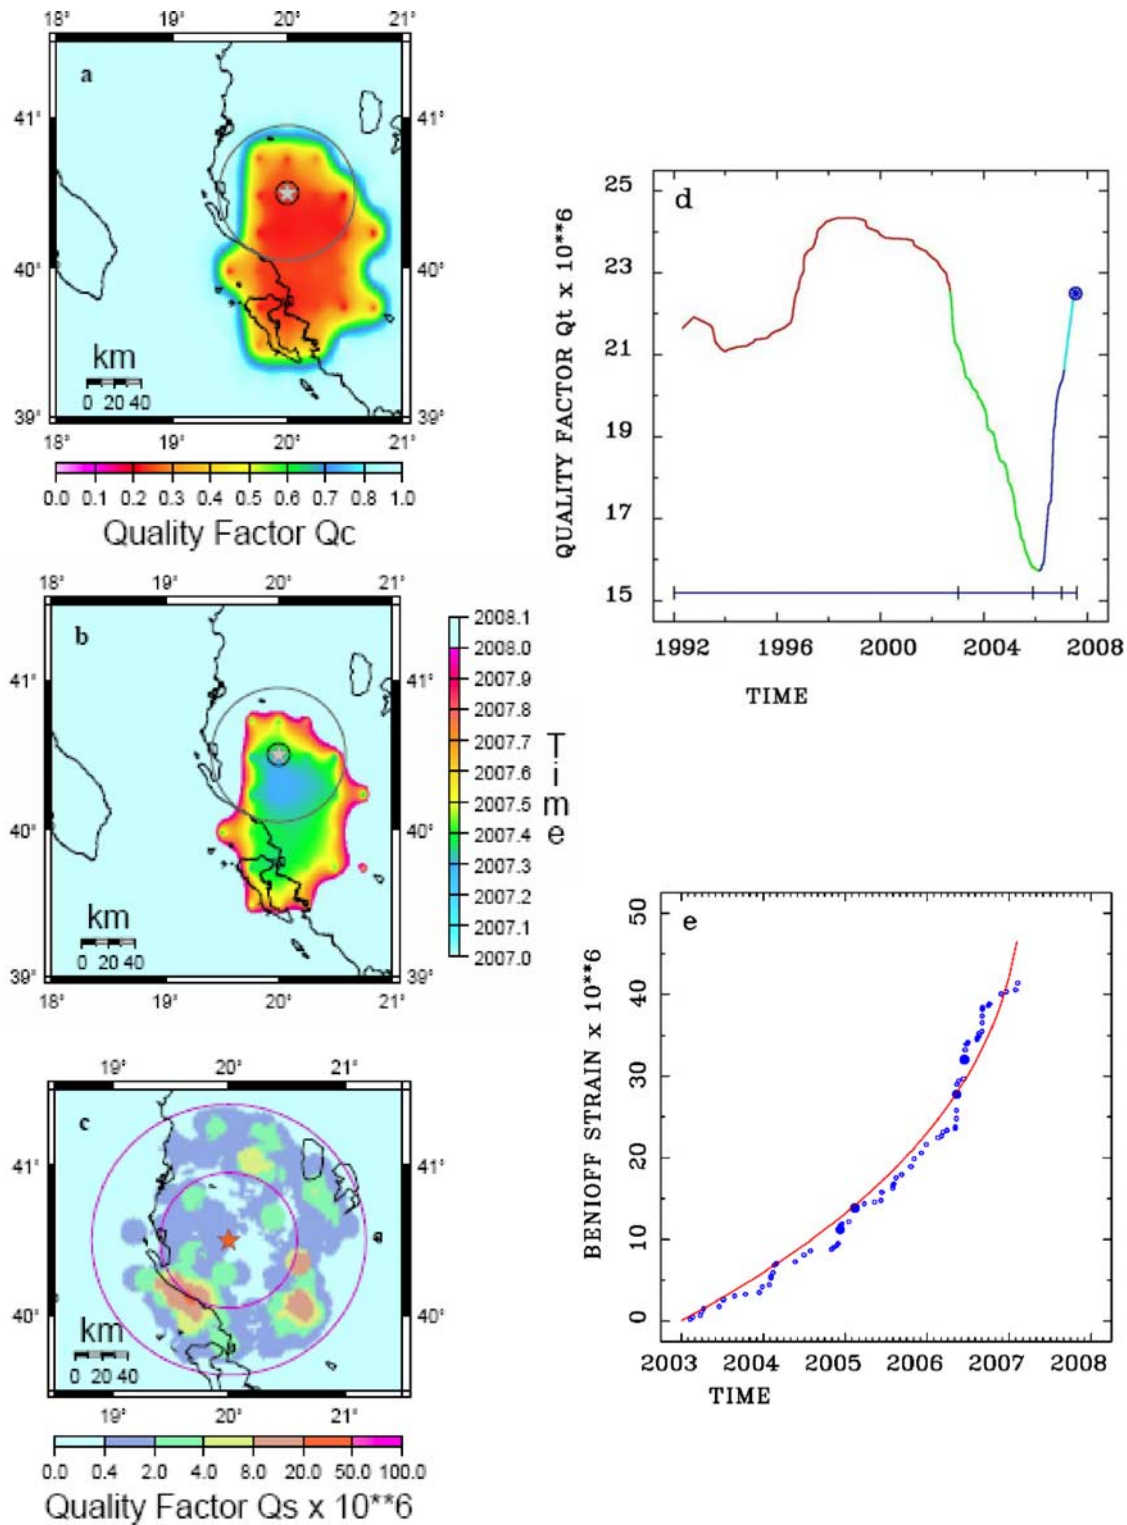 18° 19° 20° 21°
a
41° 41°
40° 40°
km
0 20 40
39° 39°
18° 19° 20° 21°
0.0 0.1 0.2 0.3 0.4 0.5 0.6 0.7 0.8 1.0
Quality Factor Qc
18° 19° 20° 21°
b
41° 41°
40° 40°
km
0 20 40
39° 39°
18° 19° 20° 21°
2008.1
2008.0
2007.9
2007.8
2007.7
2007.6
2007.5
2007.4
2007.3
2007.2
2007.1
2007.0
Time
19° 20° 21°
c
41° 41°
40° 40°
km
0 20 40
19° 20° 21°
0.0 0.4 2.0 4.0 8.0 20.0 50.0 100.0
Quality Factor Qs x 10**6
d
QUALITY FACTOR Qt x 10**6
25
23
21
19
17
15
1992 1996 2000 2004 2008
TIME
e
BENIOFF STRAIN x 10**6
50
40
30
20
10
0
2003 2004 2005 2006 2007 2008
TIME